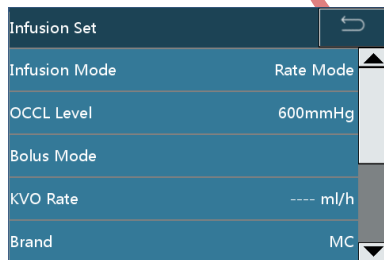 Infusion Set
Infusion Mode Rate Mode
OCCL Level 600mmHg
Bolus Mode
KVO Rate ---- ml/h
Brand MC